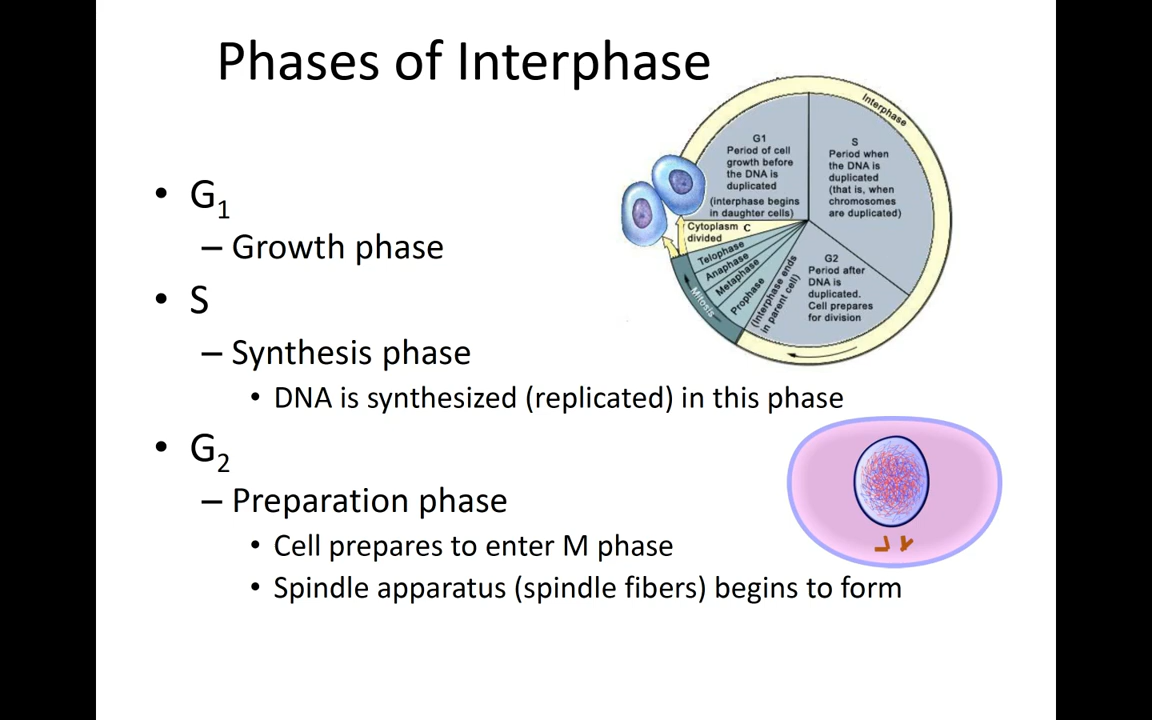 Phases of Interphase
• G1
– Growth phase
• S
– Synthesis phase
• DNA is synthesized (replicated) in this phase
• G2
– Preparation phase
• Cell prepares to enter M phase
• Spindle apparatus (spindle fibers) begins to form
Interphase
G1
Period of cell
growth before
the DNA is
duplicated
(interphase begins
in daughter cells)
S
Period when
the DNA is
duplicated
(that is, when
chromosomes
are duplicated)
Cytoplasm C
divided
Telophase
Anaphase
Metaphase
Prophase
Mitosis
(Interphase ends
in parent cell)
G2
Period after
DNA is
duplicated.
Cell prepares
for division